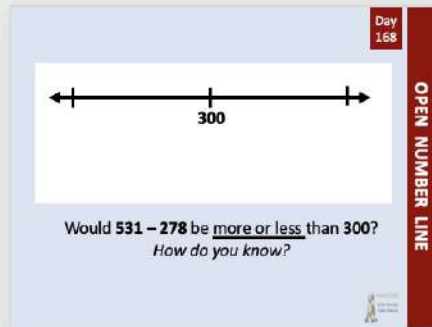 Day
168
OPEN NUMBER LINE
300
Would 531 – 278 be more or less than 300?
How do you know?